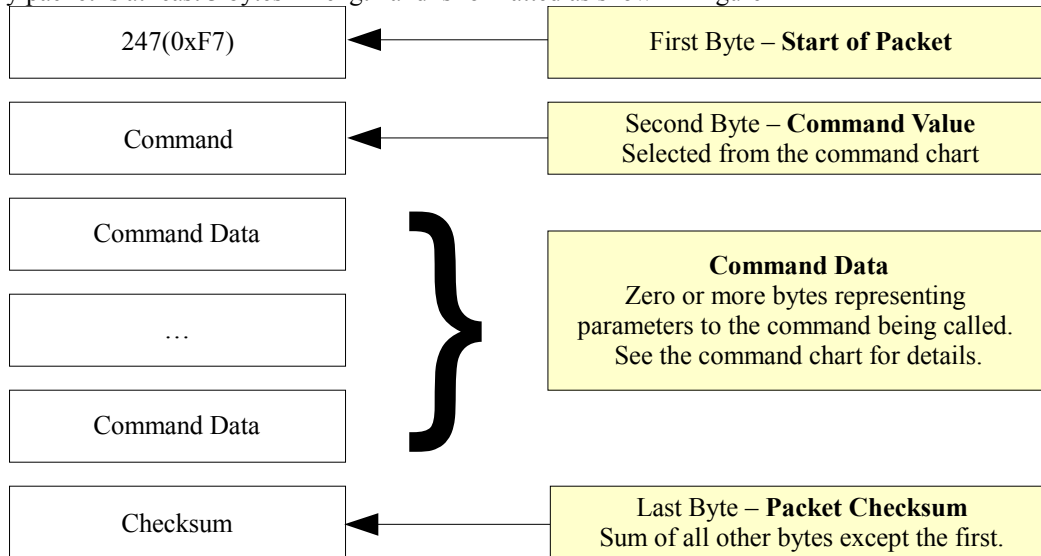 247(0xF7)
First Byte – Start of Packet
Command
Second Byte – Command Value
Selected from the command chart
Command Data
…
Command Data
Command Data
Zero or more bytes representing
parameters to the command being called.
See the command chart for details.
Checksum
Last Byte – Packet Checksum
Sum of all other bytes except the first.